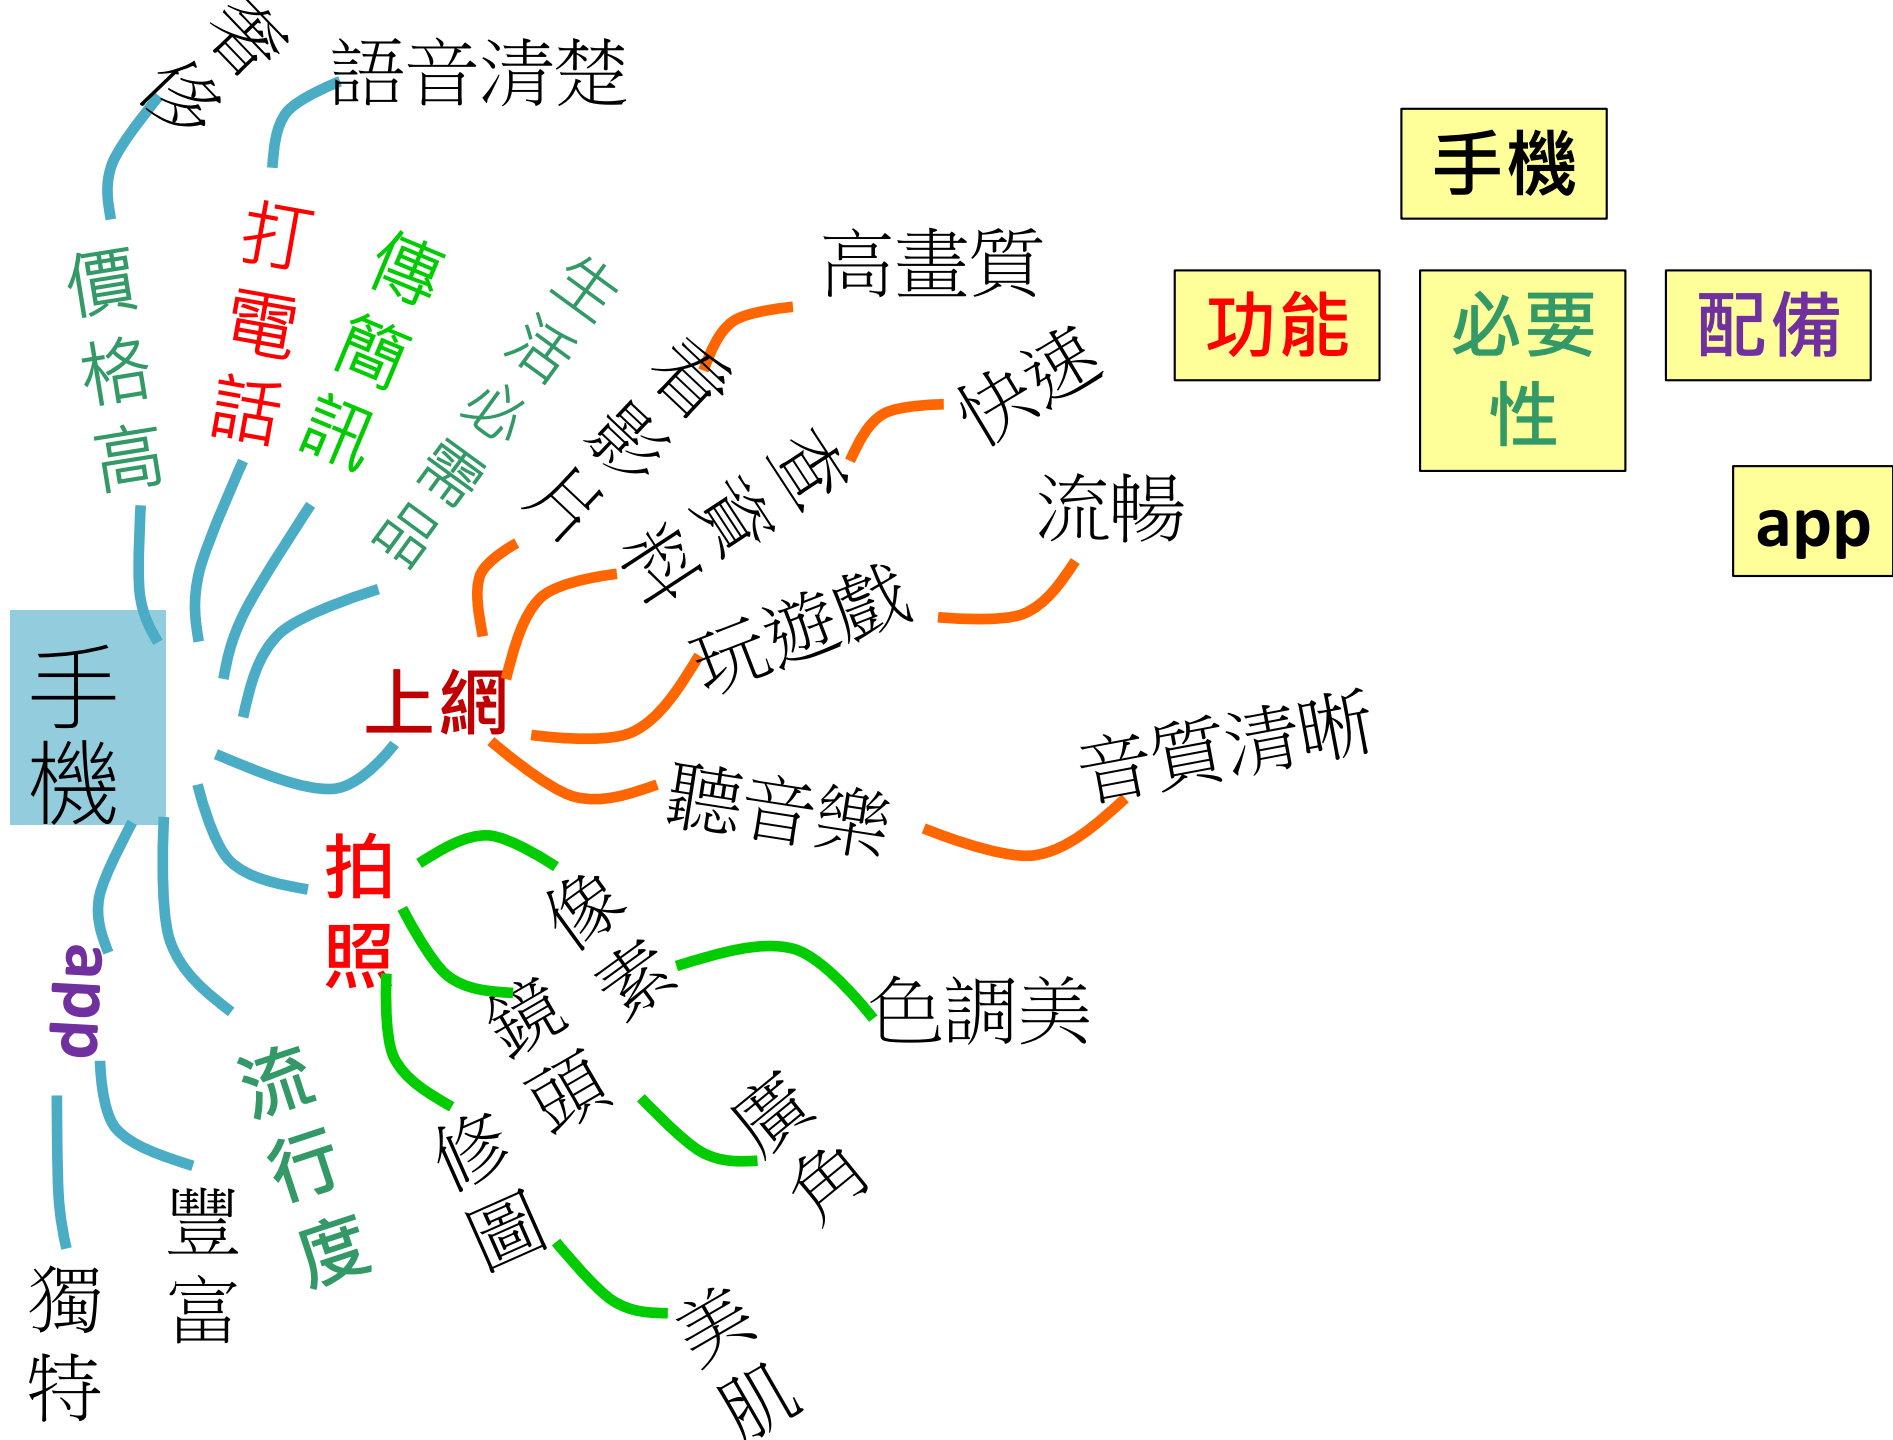 奢侈
語音清楚
價格高
打電話
傳簡訊
生活必需品
看影片
高畫質
查資料
快速
玩遊戲
流暢
手機
上網
聽音樂
音質清晰
拍照
像素
色調美
鏡頭
廣角
修圖
美肌
app
流行度
豐富
獨特
手機
功能
必要
性
配備
app